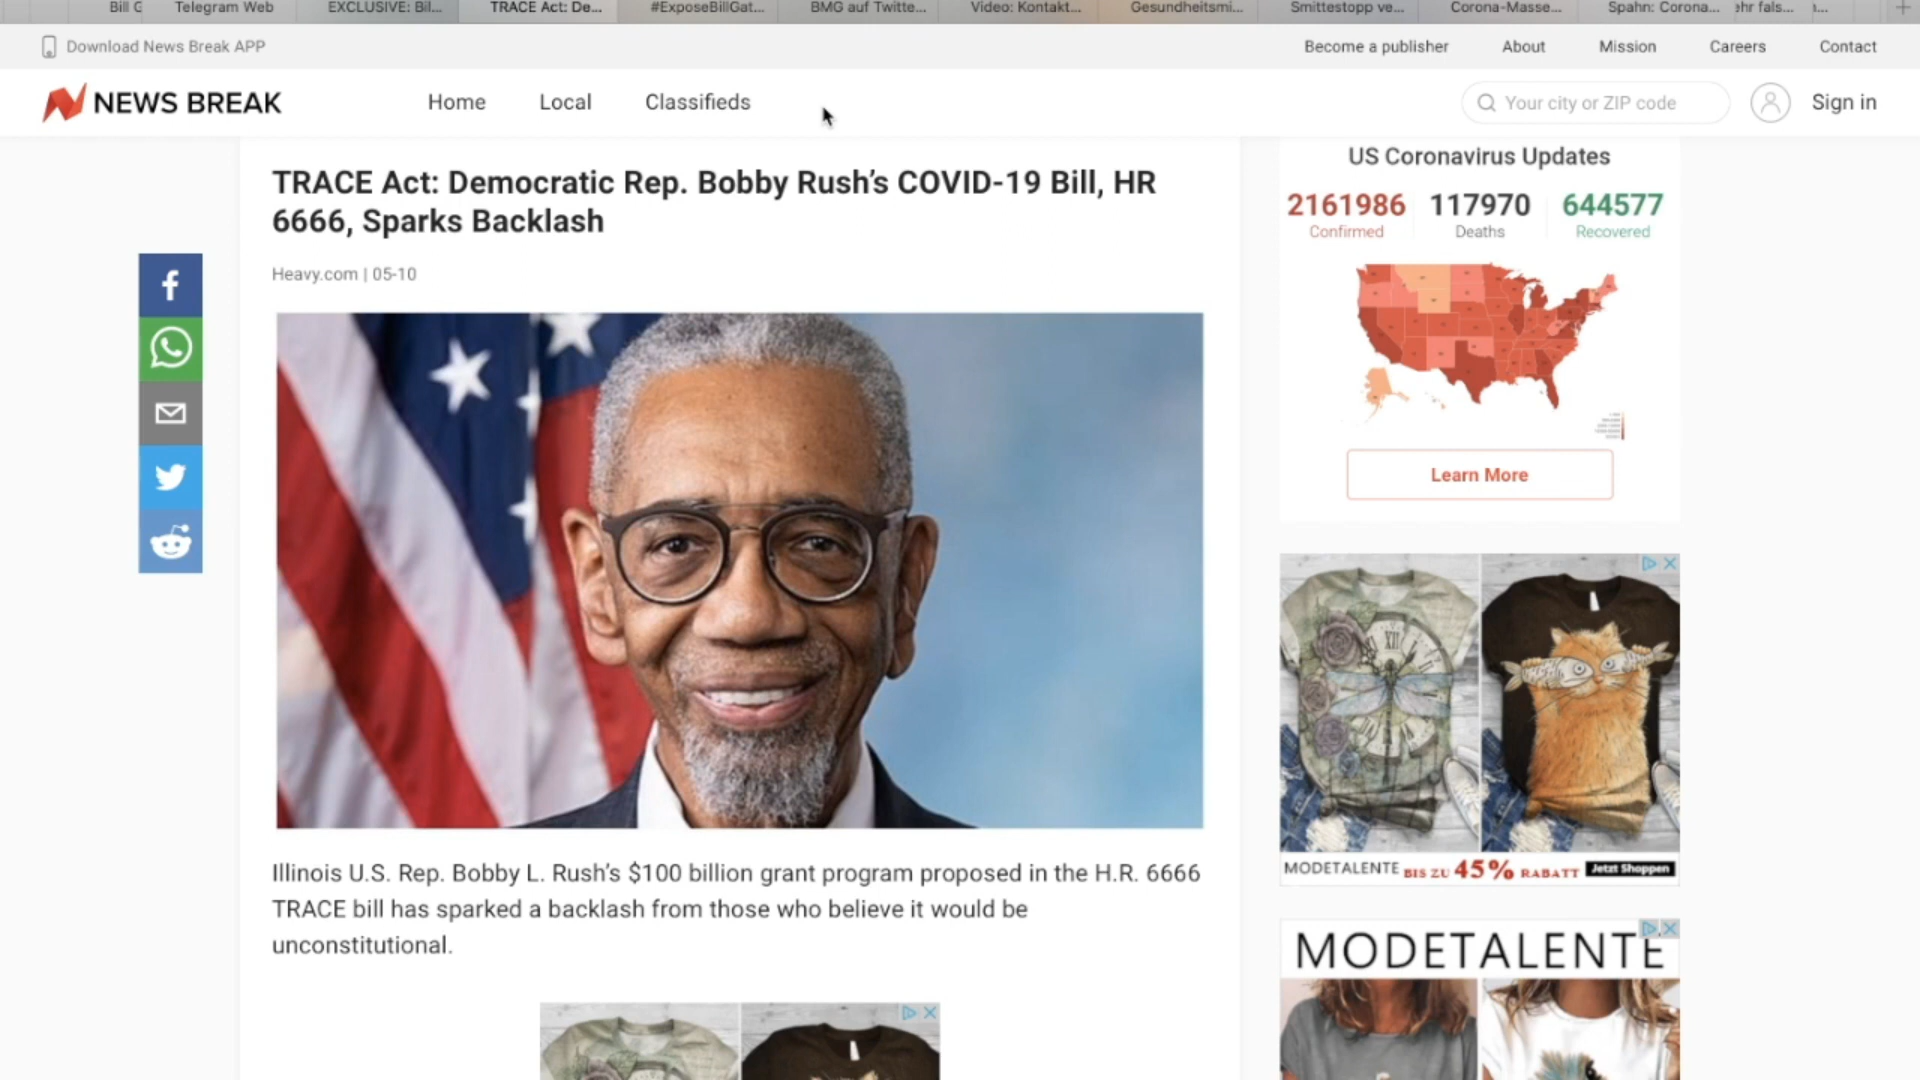 Bill G
Telegram Web
EXCLUSIVE: Bil...
TRACE Act: De...
#ExposeBillGat...
BMG auf Twitte...
Video: Kontakt...
Gesundheitsmi...
Smittestopp ve...
Corona-Masse...
Spahn: Corona...
ehr fals...
Download News Break APP
Become a publisher
About
Mission
Careers
Contact
NEWS BREAK
Home
Local
Classifieds
Your city or ZIP code
Sign in
TRACE Act: Democratic Rep. Bobby Rush’s COVID-19 Bill, HR
6666, Sparks Backlash
Heavy.com | 05-10
Illinois U.S. Rep. Bobby L. Rush’s $100 billion grant program proposed in the H.R. 6666
TRACE bill has sparked a backlash from those who believe it would be
unconstitutional.
US Coronavirus Updates
2161986 117970 644577
Confirmed Deaths Recovered
Learn More
MODETALENTE BIS ZU 45% RABATT Jetzt Shoppen
MODETALENTE